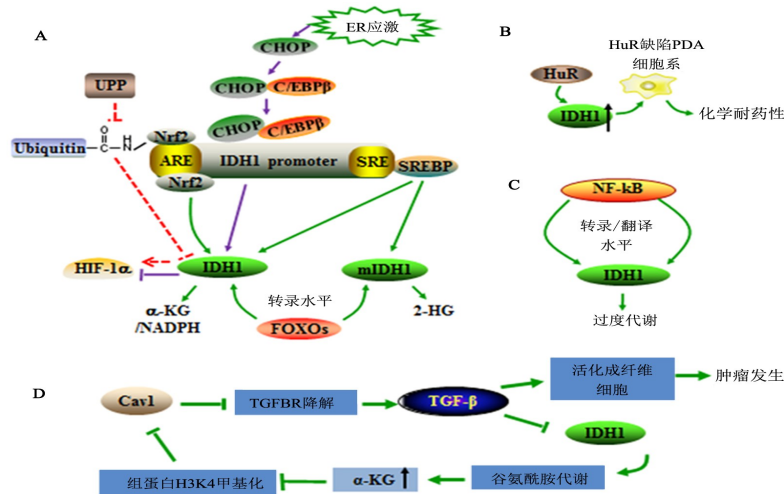 A
ER应激
CHOP
CHOP
C/EBPβ
UPP
CHOP
C/EBPβ
Ubiquitin
O
C
H
N
Nrf2
ARE
IDH1 promoter
SRE
SREBP
Nrf2
HIF-1α
IDH1
mIDH1
α-KG
/NADPH
转录水平
FOXOs
2-HG
B
HuR缺陷PDA
细胞系
HuR
IDH1
化学耐药性
C
NF-kB
转录/翻译
水平
IDH1
过度代谢
D
Cav1
TGFBR降解
TGF-β
活化成纤维
细胞
肿瘤发生
IDH1
组蛋白H3K4甲基化
α-KG
谷氨酰胺代谢